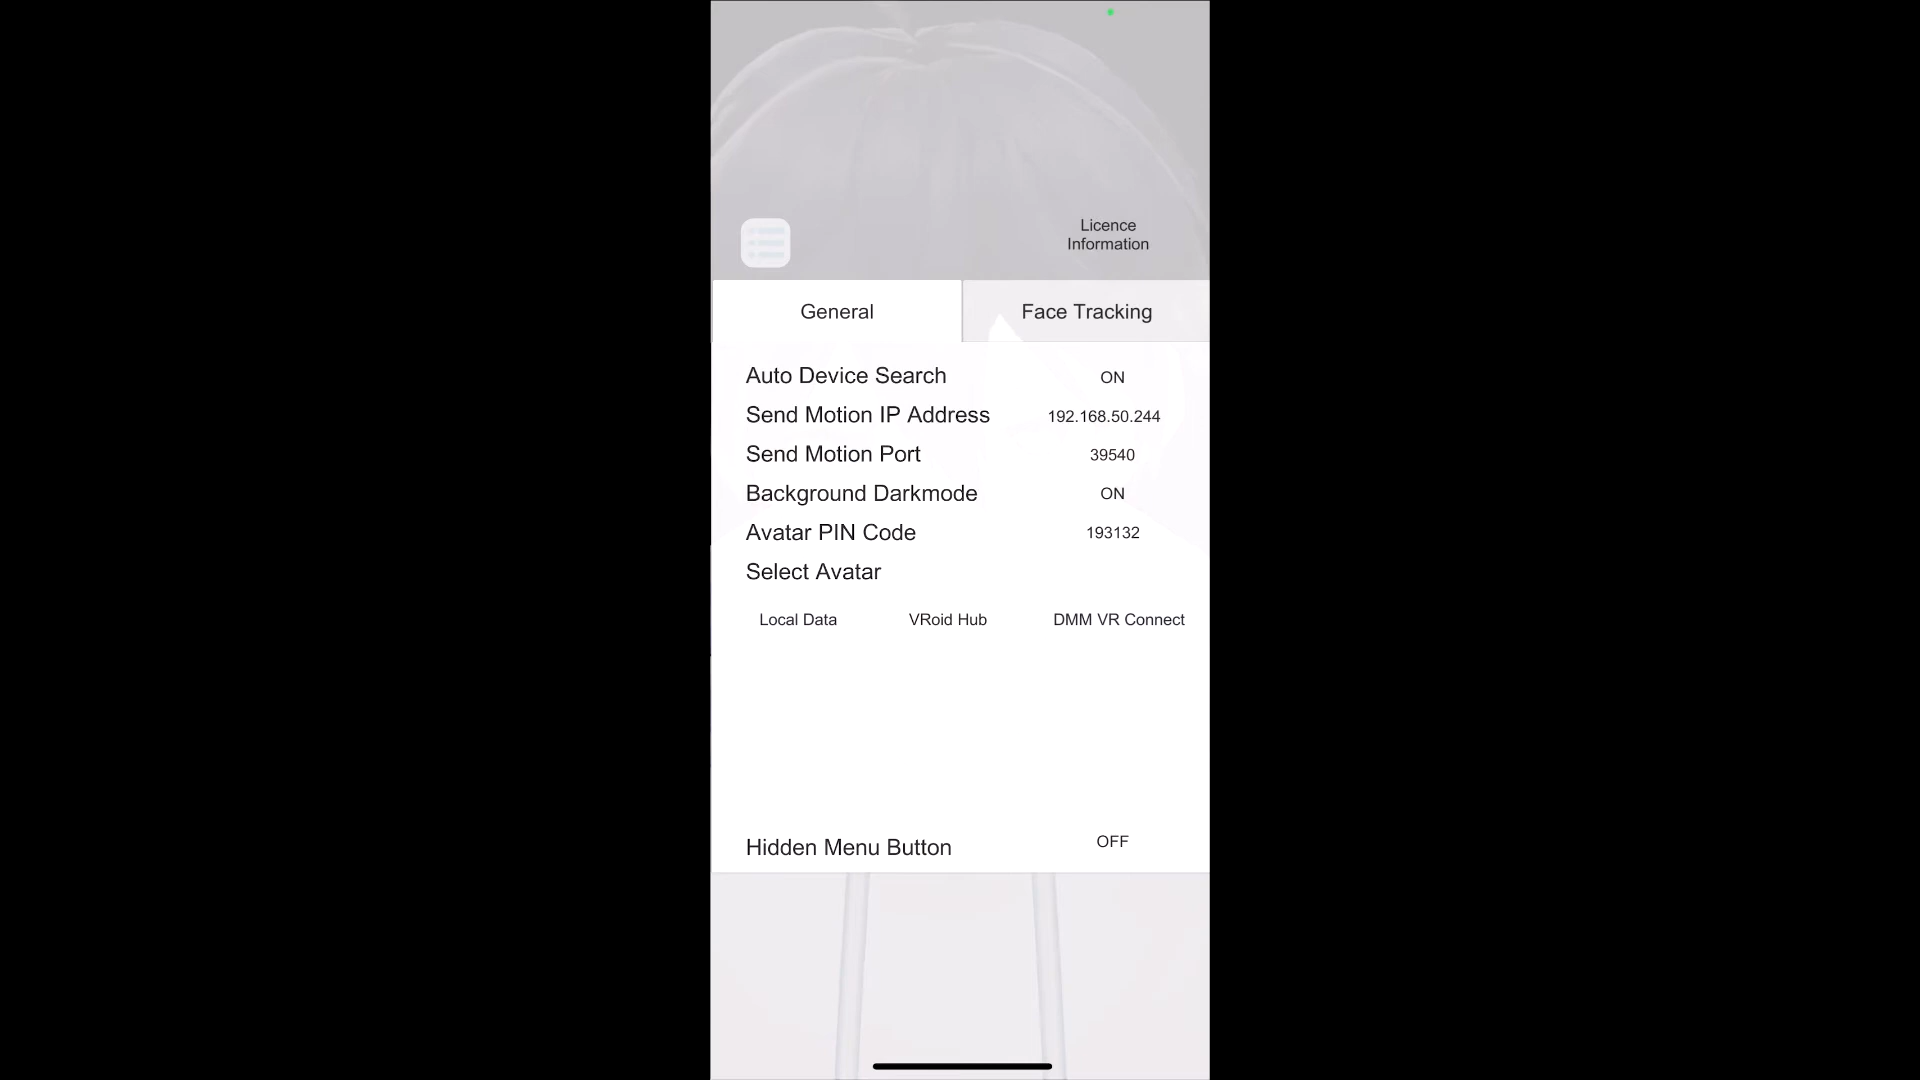 Licence
Information
General
Face Tracking
Auto Device Search
ON
Send Motion IP Address
192.168.50.244
Send Motion Port
39540
Background Darkmode
ON
Avatar PIN Code
193132
Select Avatar
Local Data
VRoid Hub
DMM VR Connect
Hidden Menu Button
OFF